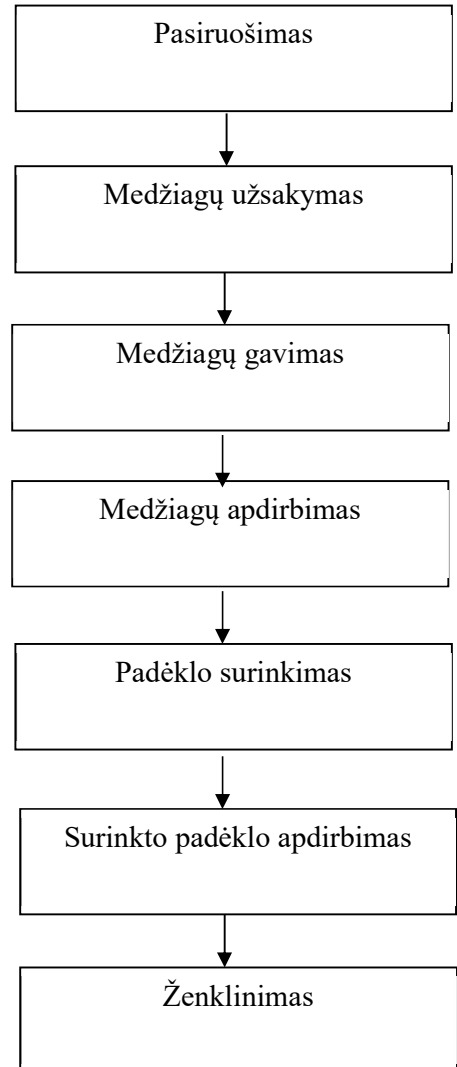 Pasiruošimas
Medžiagų užsakymas
Medžiagų gavimas
Medžiagų apdirbimas
Padėklo surinkimas
Surinkto padėklo apdirbimas
Ženklinimas